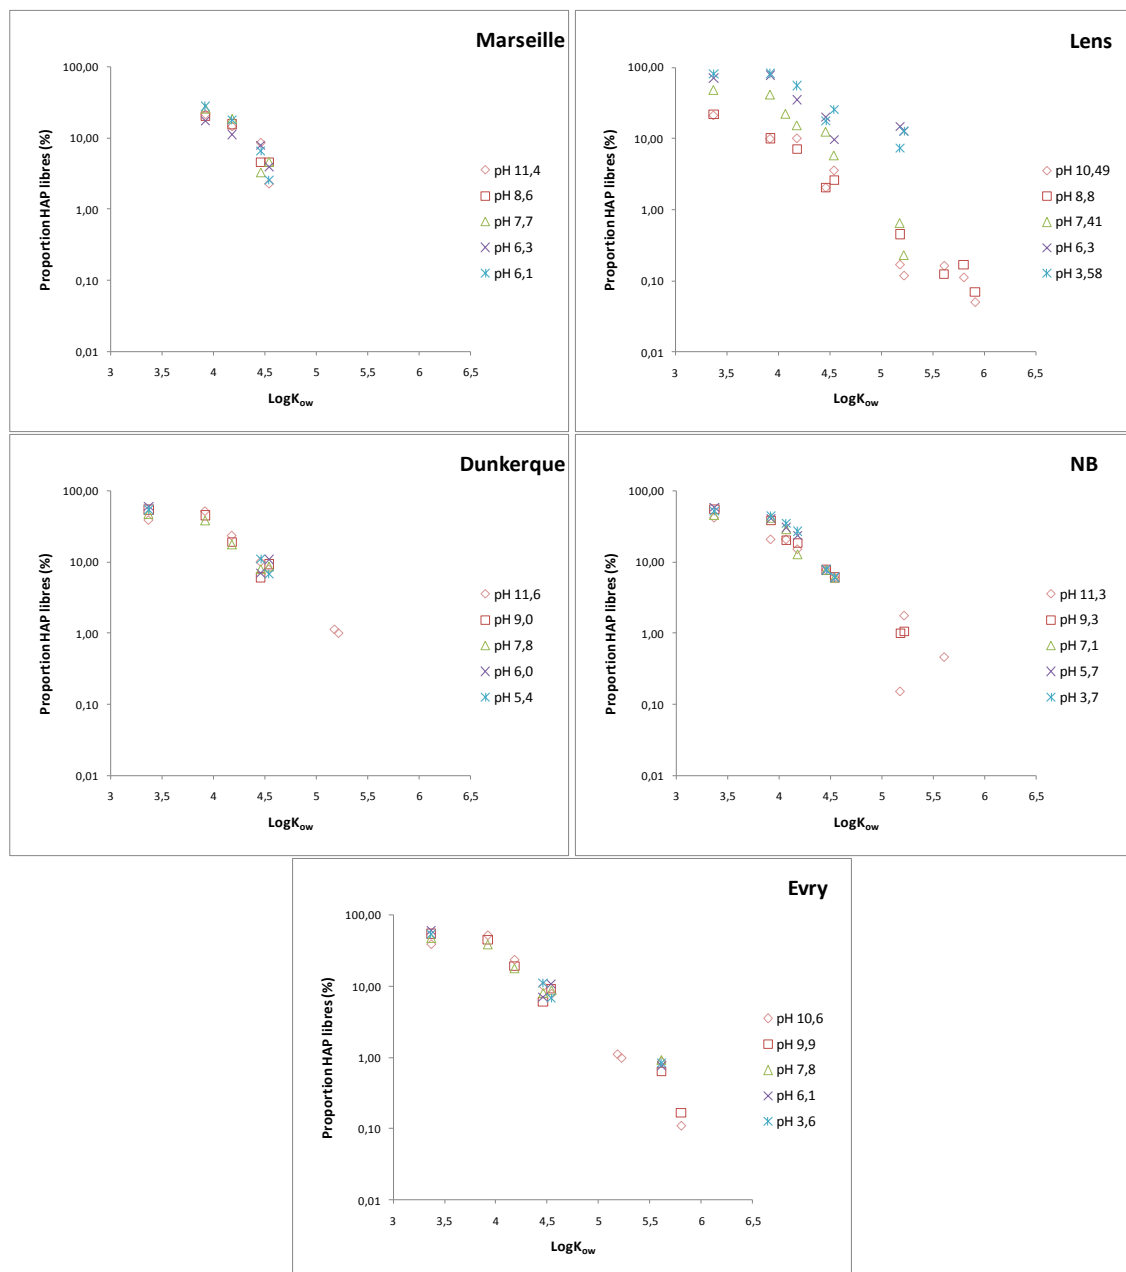 Marseille
100,00
10,00
1,00
0,10
0,01
3 3,5 4 4,5 5 5,5 6 6,5
Proportion HAP libres (%)
LogKow
pH 11,4
pH 8,6
pH 7,7
pH 6,3
pH 6,1
Lens
100,00
10,00
1,00
0,10
0,01
3 3,5 4 4,5 5 5,5 6 6,5
Proportion HAP libres (%)
LogKow
pH 10,49
pH 8,8
pH 7,41
pH 6,3
pH 3,58
Dunkerque
100,00
10,00
1,00
0,10
0,01
3 3,5 4 4,5 5 5,5 6 6,5
Proportion HAP libres (%)
LogKow
pH 11,6
pH 9,0
pH 7,8
pH 6,0
pH 5,4
NB
100,00
10,00
1,00
0,10
0,01
3 3,5 4 4,5 5 5,5 6 6,5
Proportion HAP libres (%)
LogKow
pH 11,3
pH 9,3
pH 7,1
pH 5,7
pH 3,7
Evry
100,00
10,00
1,00
0,10
0,01
3 3,5 4 4,5 5 5,5 6 6,5
Proportion HAP libres (%)
LogKow
pH 10,6
pH 9,9
pH 7,8
pH 6,1
pH 3,6